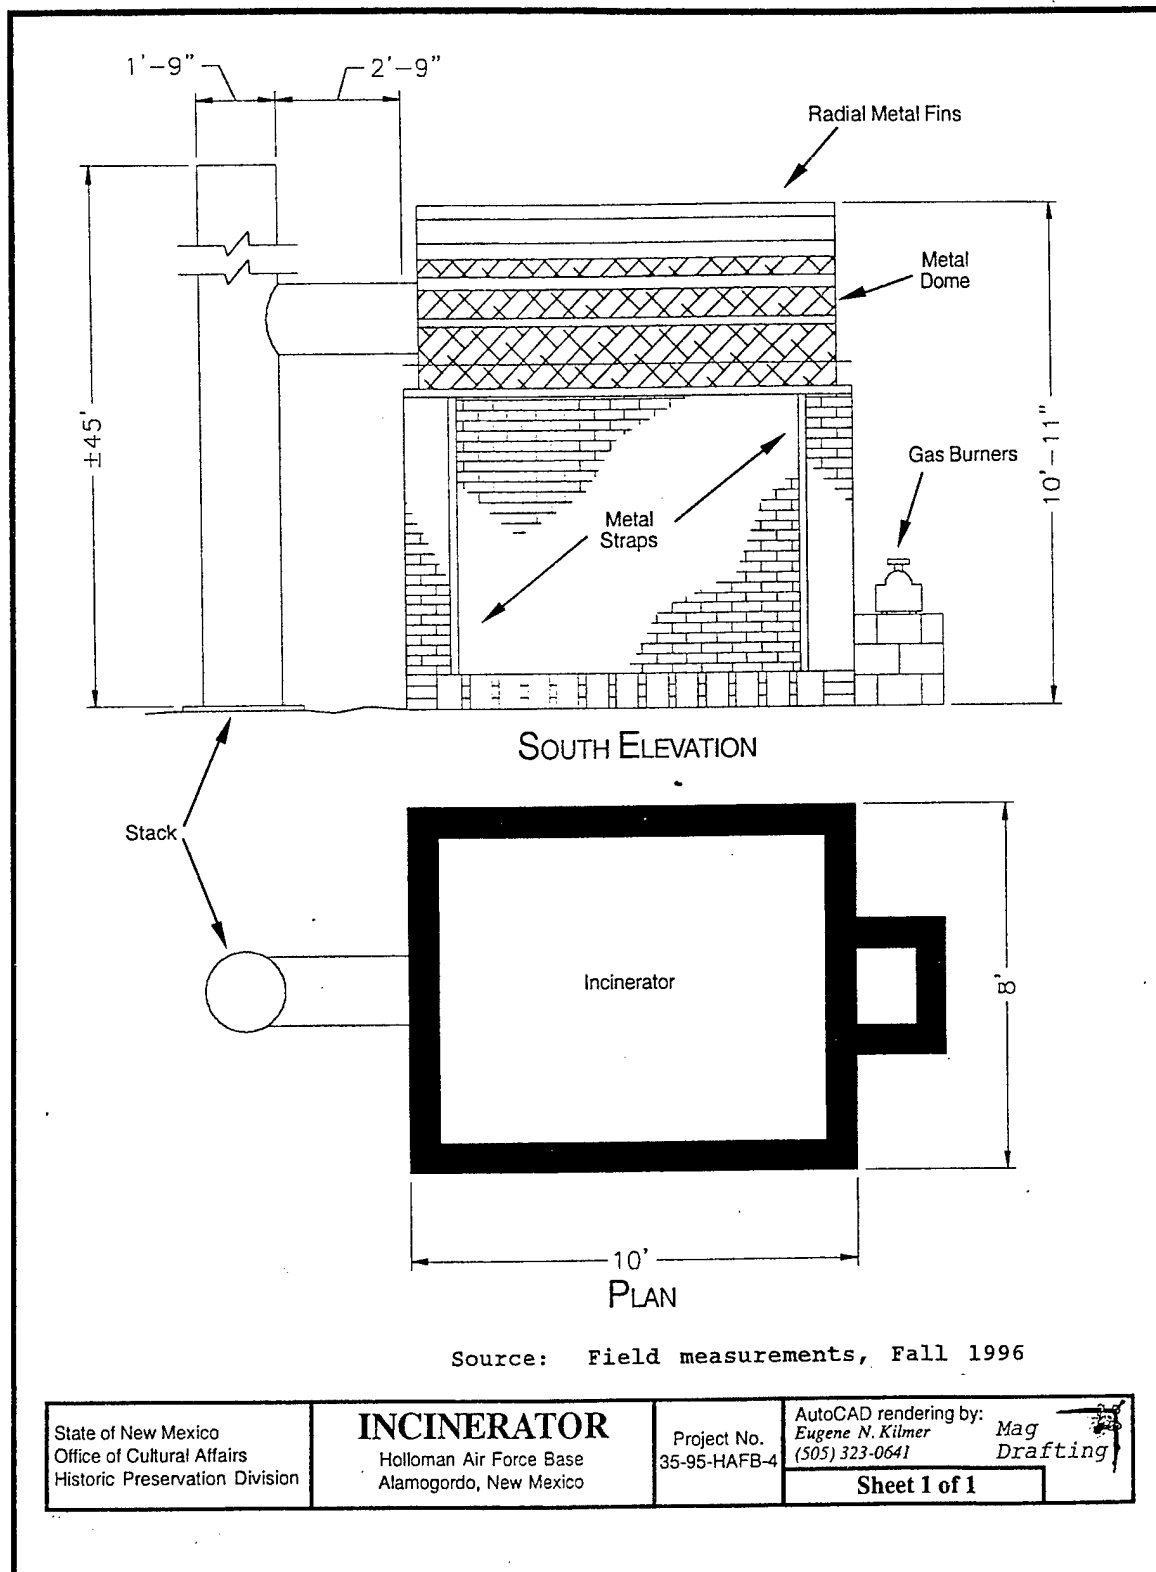 1'-9"
2'-9"
Radial Metal Fins
Metal
Dome
±45'
10'-11"
Gas Burners
Metal
Straps
SOUTH ELEVATION
Stack
Incinerator
8'
10'
PLAN
Source: Field measurements, Fall 1996
State of New Mexico
Office of Cultural Affairs
Historic Preservation Division
INCINERATOR
Holloman Air Force Base
Alamogordo, New Mexico
Project No.
35-95-HAFB-4
AutoCAD rendering by:
Eugene N. Kilmer
(505) 323-0641
Mag
Drafting
Sheet 1 of 1